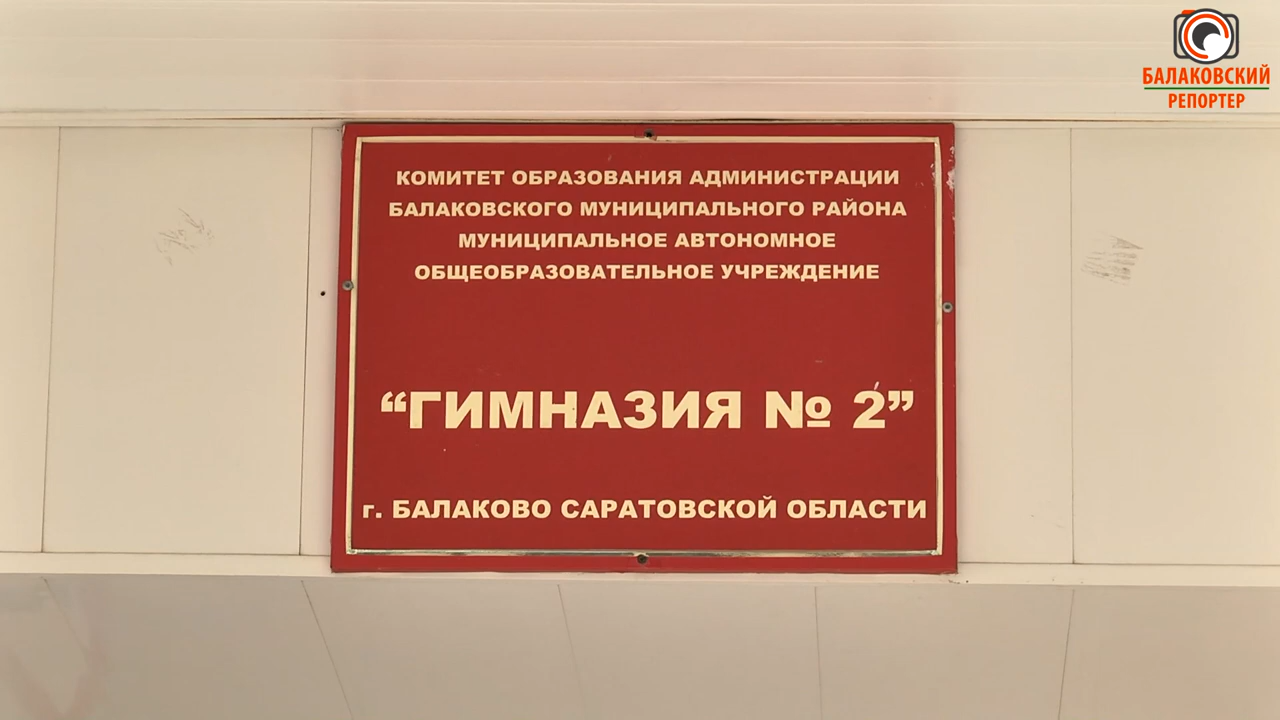 БАЛАКОВСКИЙ
РЕПОРТЕР
КОМИТЕТ ОБРАЗОВАНИЯ АДМИНИСТРАЦИИ
БАЛАКОВСКОГО МУНИЦИПАЛЬНОГО РАЙОНА
МУНИЦИПАЛЬНОЕ АВТОНОМНОЕ
ОБЩЕОБРАЗОВАТЕЛЬНОЕ УЧРЕЖДЕНИЕ
“ГИМНАЗИЯ № 2”
г. БАЛАКОВО САРАТОВСКОЙ ОБЛАСТИ